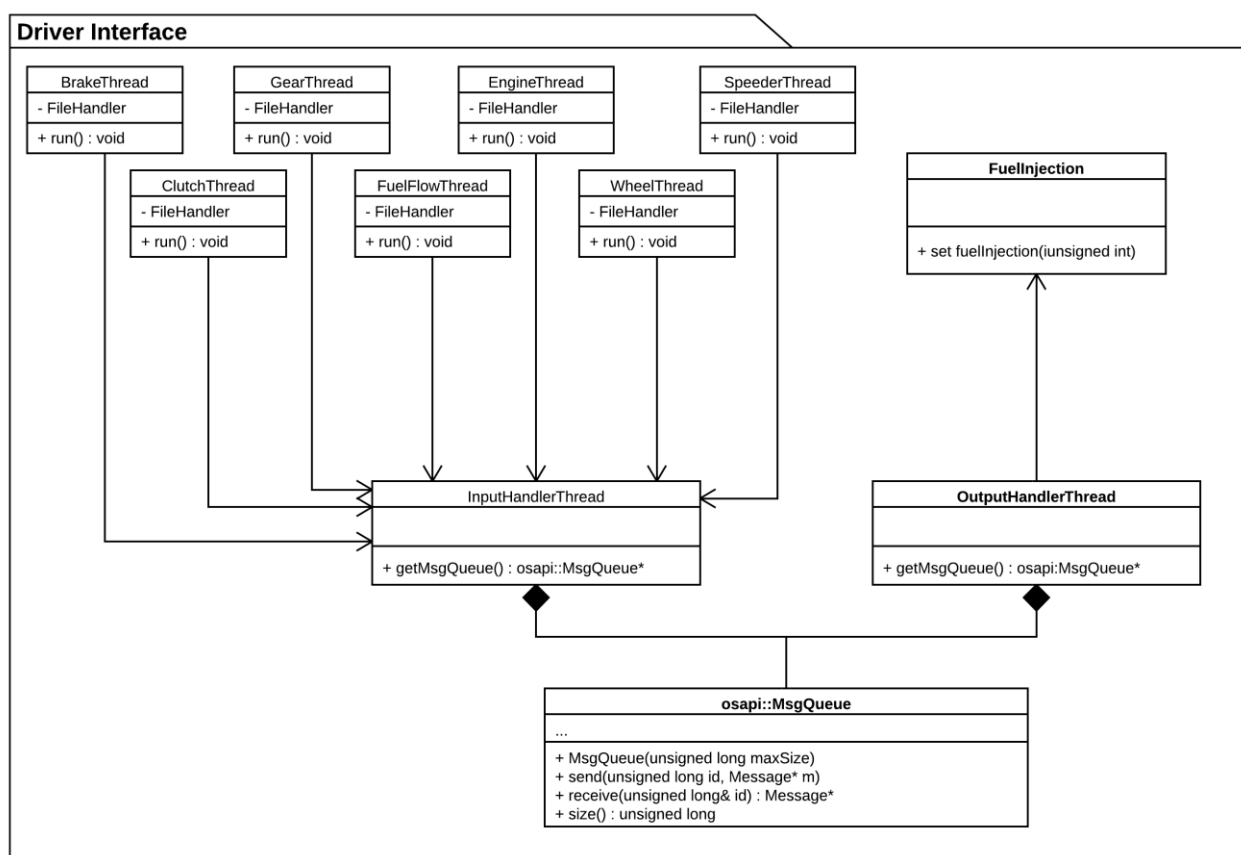 Driver Interface
BrakeThread
- FileHandler
+ run() : void
GearThread
- FileHandler
+ run() : void
EngineThread
- FileHandler
+ run() : void
SpeederThread
- FileHandler
+ run() : void
ClutchThread
- FileHandler
+ run() : void
FuelFlowThread
- FileHandler
+ run() : void
WheelThread
- FileHandler
+ run() : void
FuelInjection
+ set fuelInjection(iunsigned int)
InputHandlerThread
+ getMsgQueue() : osapi::MsgQueue*
OutputHandlerThread
+ getMsgQueue() : osapi:MsgQueue*
osapi::MsgQueue
...
+ MsgQueue(unsigned long maxSize)
+ send(unsigned long id, Message* m)
+ receive(unsigned long& id) : Message*
+ size() : unsigned long